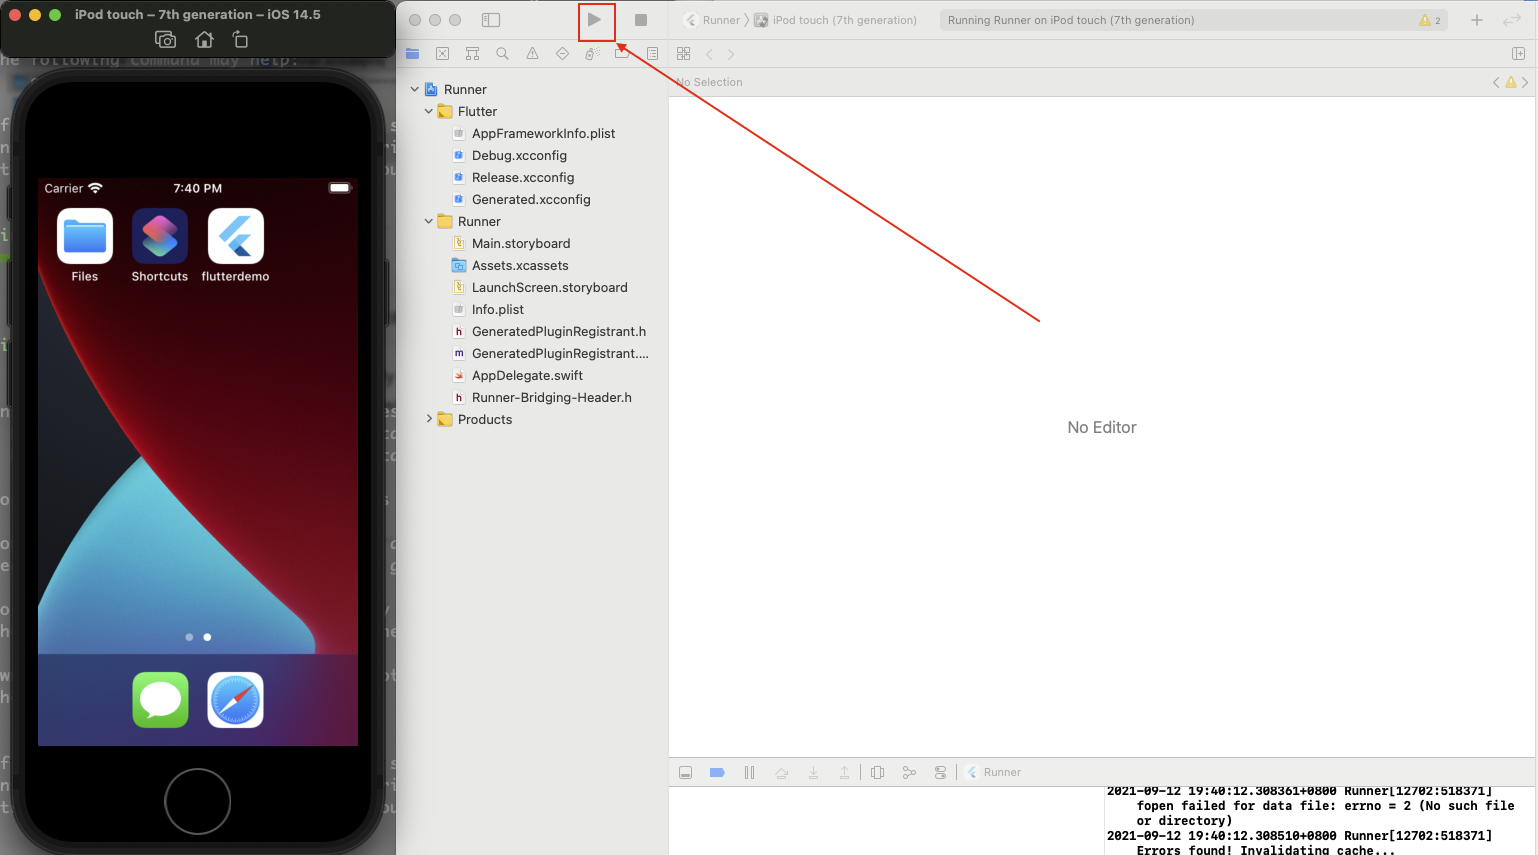 iPod touch – 7th generation – iOS 14.5
he following command may help:
Carrier
7:40 PM
Files
Shortcuts
flutterdemo
Runner
iPod touch (7th generation)
Running Runner on iPod touch (7th generation)
2
No Selection
Runner
Flutter
AppFrameworkInfo.plist
Debug.xcconfig
Release.xcconfig
Generated.xcconfig
Runner
Main.storyboard
Assets.xcassets
LaunchScreen.storyboard
Info.plist
h GeneratedPluginRegistrant.h
m GeneratedPluginRegistrant....
AppDelegate.swift
h Runner-Bridging-Header.h
Products
No Editor
Runner
2021-09-12 19:40:12.308361+0800 Runner[12702:518371]
fopen failed for data file: errno = 2 (No such file
or directory)
2021-09-12 19:40:12.308510+0800 Runner[12702:518371]
Errors found! Invalidating cache...